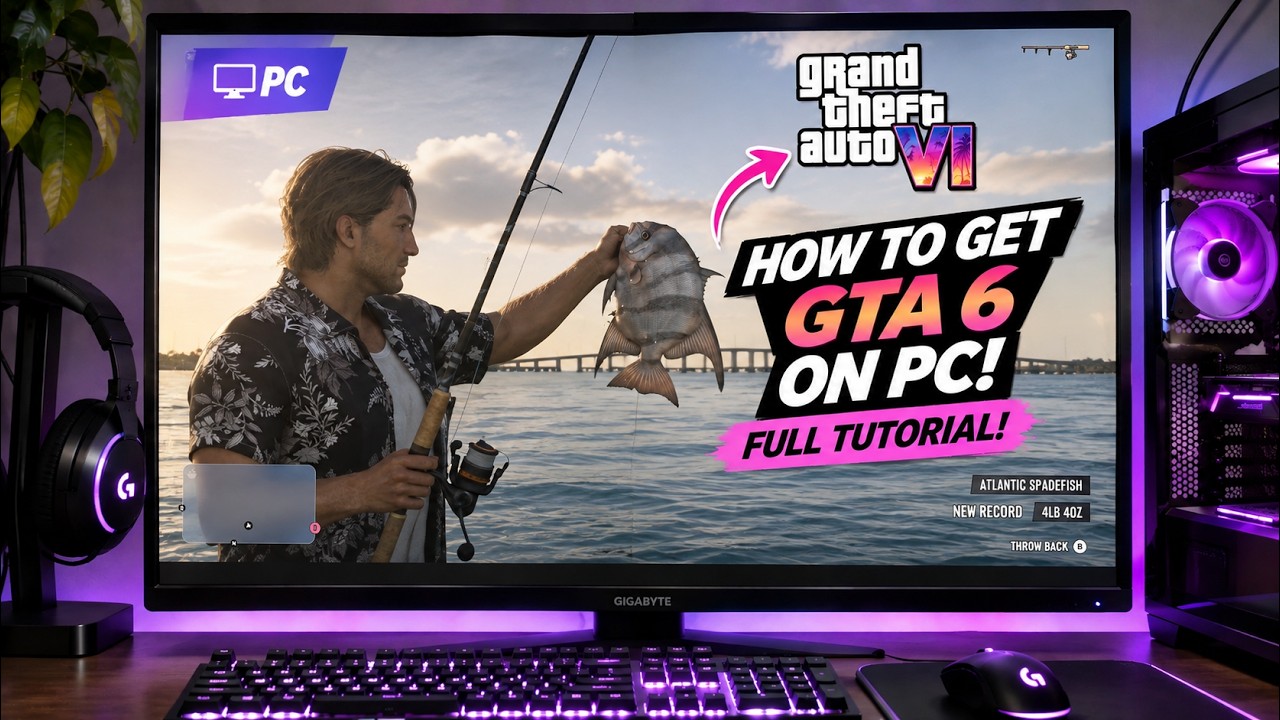 PC
grand
theft
auto VI
HOW TO GET
GTA 6
ON PC!
FULL TUTORIAL!
ATLANTIC SPADEFISH
NEW RECORD 4LB 4OZ
THROW BACK B
GIGABYTE
G
G
N